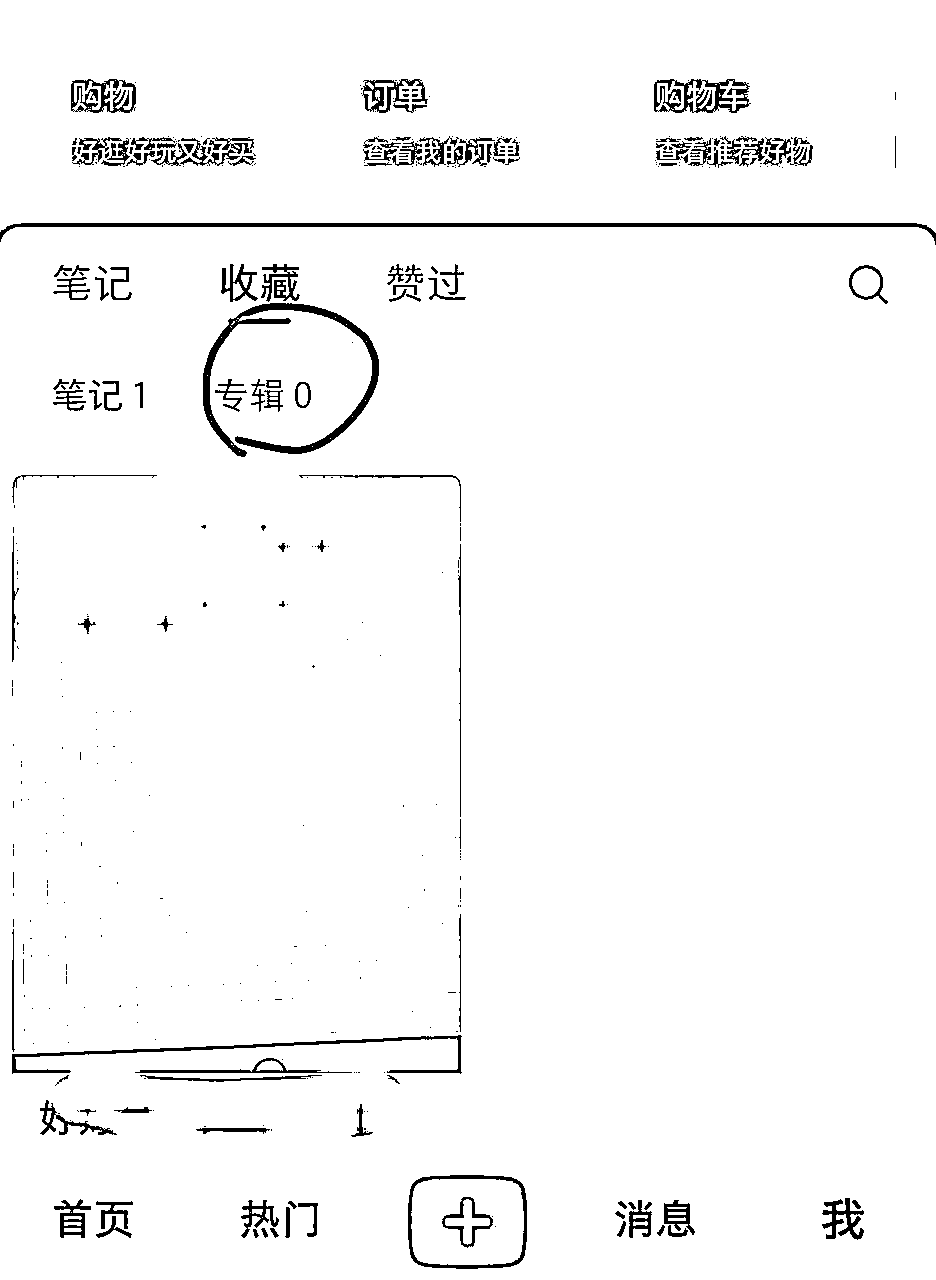 购物 订单 购物车
好逛好玩又好买 查看我的订单 查看推荐好物
笔记 收藏 赞过
笔记 1 专辑 0
首页 热门 消息 我